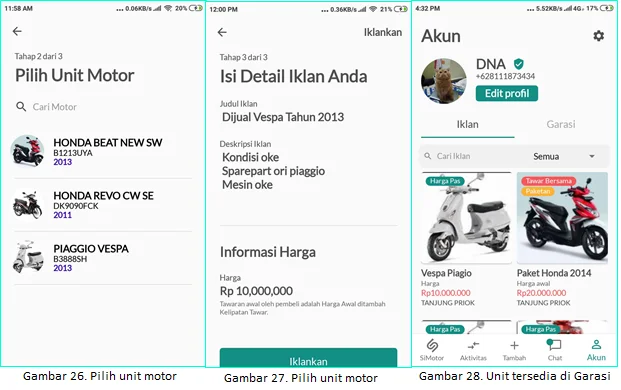 11:58 AM ...0.06KB/s 20%
Tahap 2 dari 3
Pilih Unit Motor
Cari Motor
HONDA BEAT NEW SW
B1213UYA
2013
HONDA REVO CW SE
DK9090FCK
2011
PIAGGIO VESPA
B3888SH
2013
Gambar 26. Pilih unit motor
12:00 PM ...0.36KB/s 21%
Iklankan
Tahap 3 dari 3
Isi Detail Iklan Anda
Judul Iklan
Dijual Vespa Tahun 2013
Deskripsi Iklan
Kondisi oke
Sparepart ori piaggio
Mesin oke
Informasi Harga
Harga
Rp 10,000,000
Tawaran awal oleh pembeli adalah Harga Awal ditambah
Kelipatan Tawar.
Iklankan
Gambar 27. Pilih unit motor
4:32 PM ...5.52KB/s 4G 17%
Akun
DNA
+628111873434
Edit profil
Iklan Garasi
Cari Iklan Semua
Harga Pas
Vespa Piagio
Harga
Rp10.000.000
TANJUNG PRIOK
Tawar Bersama
Paketan
Paket Honda 2014
Harga awal
Rp20.000.000
TANJUNG PRIOK
Harga Pas
Harga Pas
SiMotor Aktivitas Tambah Chat Akun
Gambar 28. Unit tersedia di Garasi